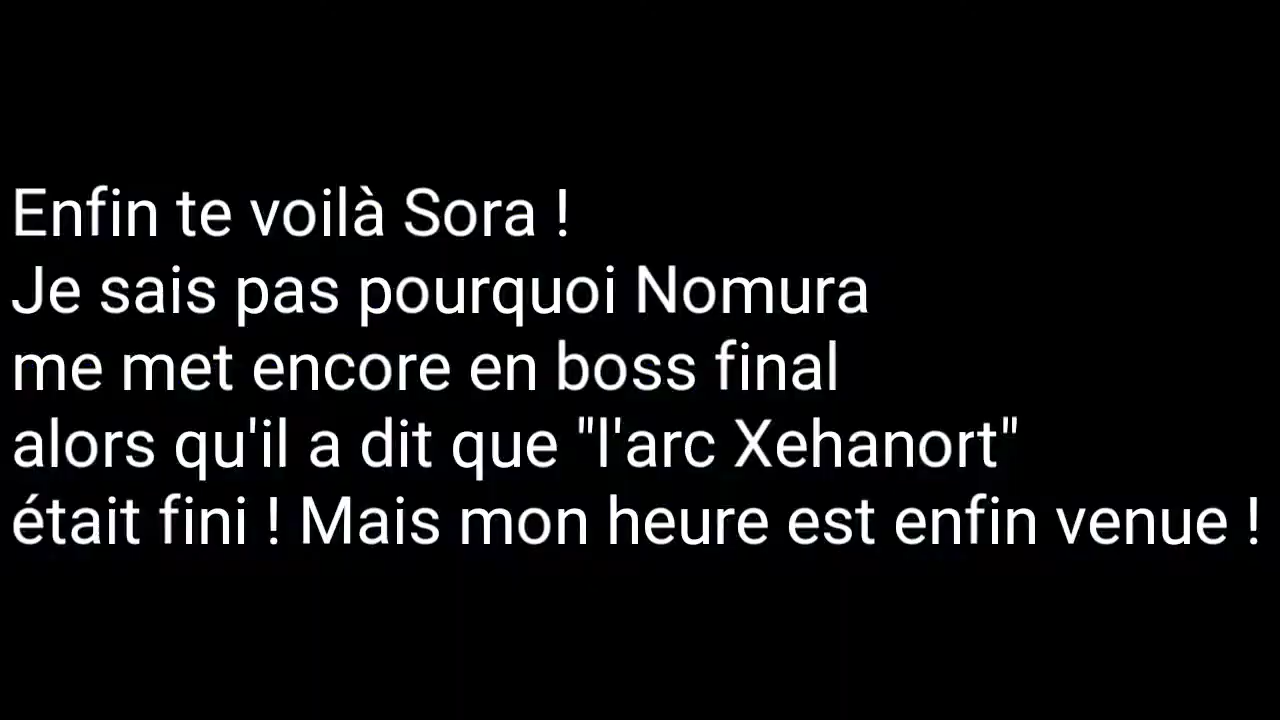 Enfin te voilà Sora !
Je sais pas pourquoi Nomura
me met encore en boss final
alors qu'il a dit que "l'arc Xehanort"
était fini ! Mais mon heure est enfin venue !